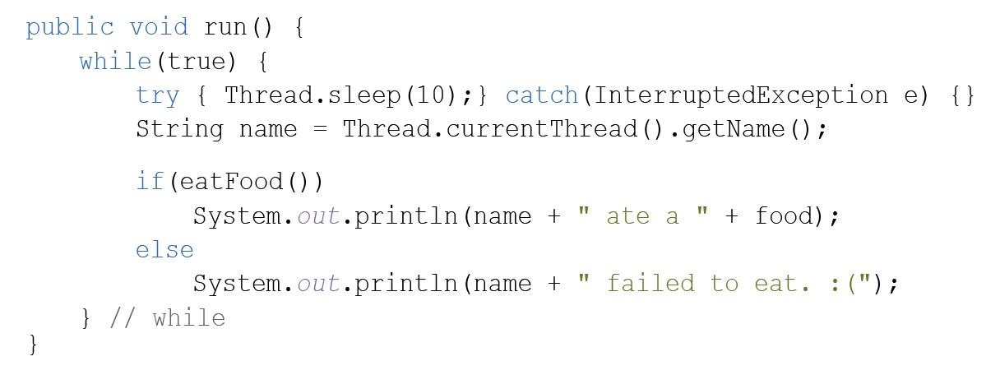 public void run() {
    while(true) {
        try { Thread.sleep(10);} catch(InterruptedException e) {}
        String name = Thread.currentThread().getName();
        if(eatFood())
            System.out.println(name + " ate a " + food);
        else
            System.out.println(name + " failed to eat. :(");
    } // while
}